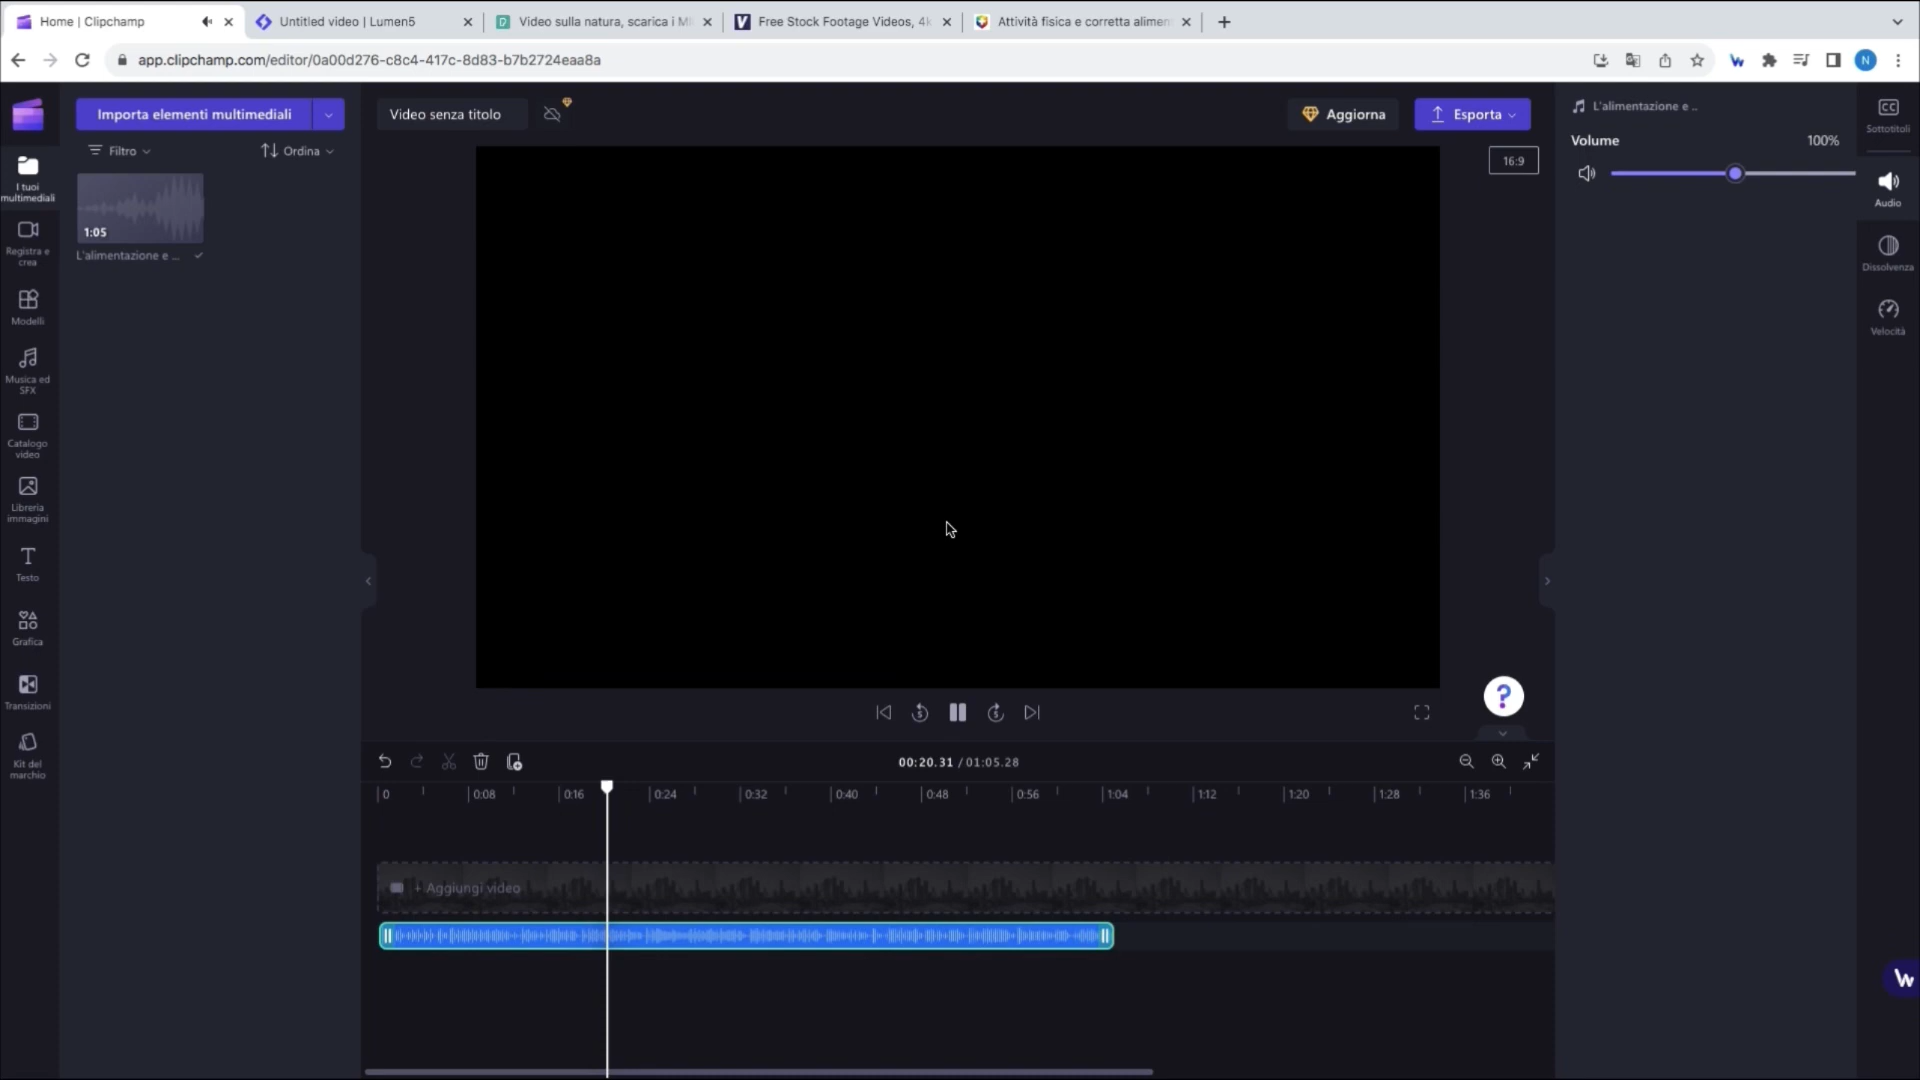 Home | Clipchamp
Untitled video | Lumen5
Video sulla natura, scarica i M
Free Stock Footage Videos, 4k
Attività fisica e corretta alimen
app.clipchamp.com/editor/0a00d276-c8c4-417c-8d83-b7b2724eaa8a
N
Importa elementi multimediali
Video senza titolo
Aggiorna
Esporta
L'alimentazione e ..
CC
Sottotitoli
Filtro
Ordina
16:9
Volume
100%
I tuoi
multimediali
1:05
L'alimentazione e ...
Audio
Registra e
crea
Dissolvenza
Modelli
Velocità
Musica ed
SFX
Catalogo
video
Libreria
immagini
T
Testo
Grafica
Transizioni
Kit del
marchio
5
5
?
00:20.31 / 01:05.28
0
0:08
0:16
0:24
0:32
0:40
0:48
0:56
1:04
1:12
1:20
1:28
1:36
+ Aggiungi video
W